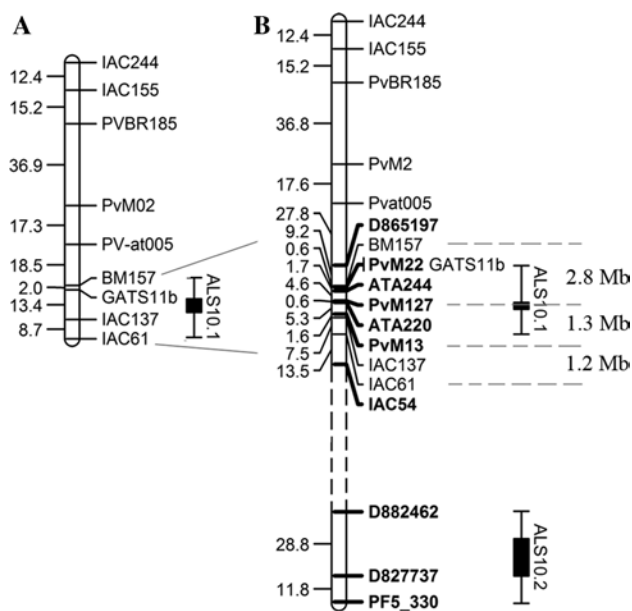 A
IAC244
12.4
IAC155
15.2
PVBR185
36.9
PvM02
17.3
PV-at005
18.5
BM157
2.0
GATS11b
13.4
IAC137
8.7
IAC61
ALS10.1
B
IAC244
12.4
IAC155
15.2
PvBR185
36.8
PvM2
17.6
Pvat005
27.8
D865197
9.2
BM157
0.6
PvM22 GATS11b
1.7
ATA244
4.6
PvM127
0.6
ATA220
5.3
PvM13
1.6
IAC137
7.5
IAC61
13.5
IAC54
ALS10.1
2.8 Mb
1.3 Mb
1.2 Mb
D882462
28.8
D827737
11.8
PF5_330
ALS10.2